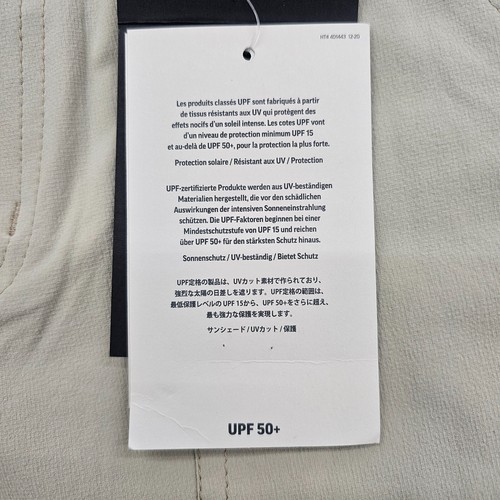 HT# 451443 12-20
Les produits classés UPF sont fabriqués à partir
de tissus résistants aux UV qui protègent des
effets nocifs d'un soleil intense. Les cotes UPF vont
d'un niveau de protection minimum UPF 15
et au-delà de UPF 50+, pour la protection la plus forte.
Protection solaire / Résistant aux UV / Protection
UPF-zertifizierte Produkte werden aus UV-beständigen
Materialien hergestellt, die vor den schädlichen
Auswirkungen der intensiven Sonneneinstrahlung
schützen. Die UPF-Faktoren beginnen bei einer
Mindestschutzstufe von UPF 15 und reichen
über UPF 50+ für den stärksten Schutz hinaus.
Sonnenschutz / UV-beständig / Bietet Schutz
UPF定格の製品は、UVカット素材で作られており、
強烈な太陽の日差しを遮ります。UPF定格の範囲は、
最低保護レベルの UPF 15から、UPF 50+をさらに超え、
最も強力な保護を実現します。
サンシェード / UVカット / 保護
UPF 50+